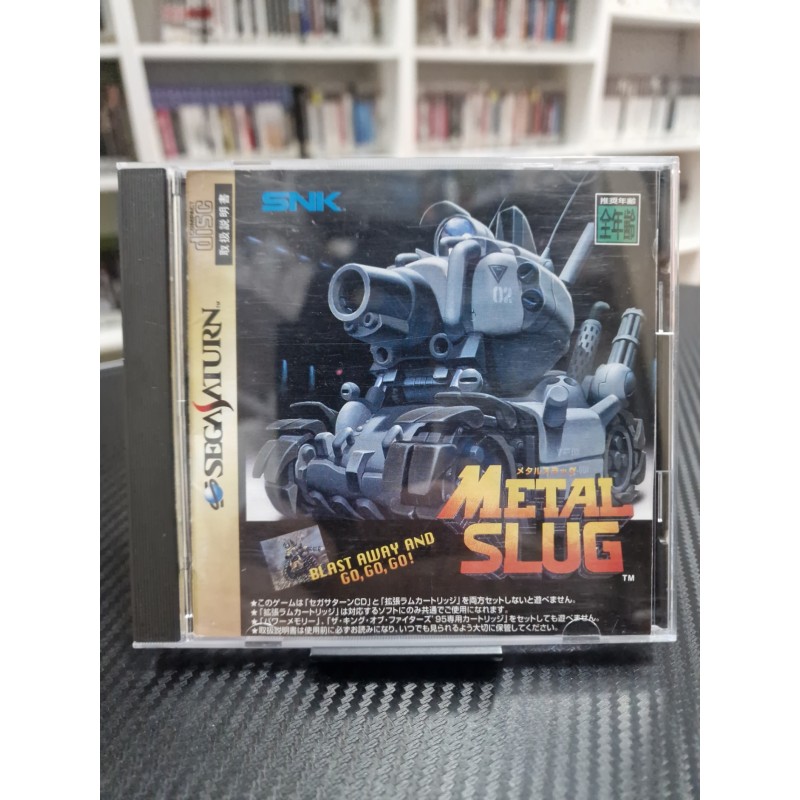 SNK
COMPACT
disc
取扱説明書
SEGA SATURN™
推奨年齢
全年齢
02
メタルスラッグ
METAL
SLUG
TM
BLAST AWAY AND
GO, GO, GO!
★このゲームは「セガサターンCD」と「拡張ラムカートリッジ」を両方セットしないと遊べません。
★「拡張ラムカートリッジ」は対応するソフトにのみ共通でご使用になれます。
★「パワーメモリー」、「ザ・キング・オブ・ファイターズ'95専用カートリッジ」をセットしても遊べません。
★取扱説明書は使用前に必ずお読みになり、いつでも見られるよう大切に保管してください。